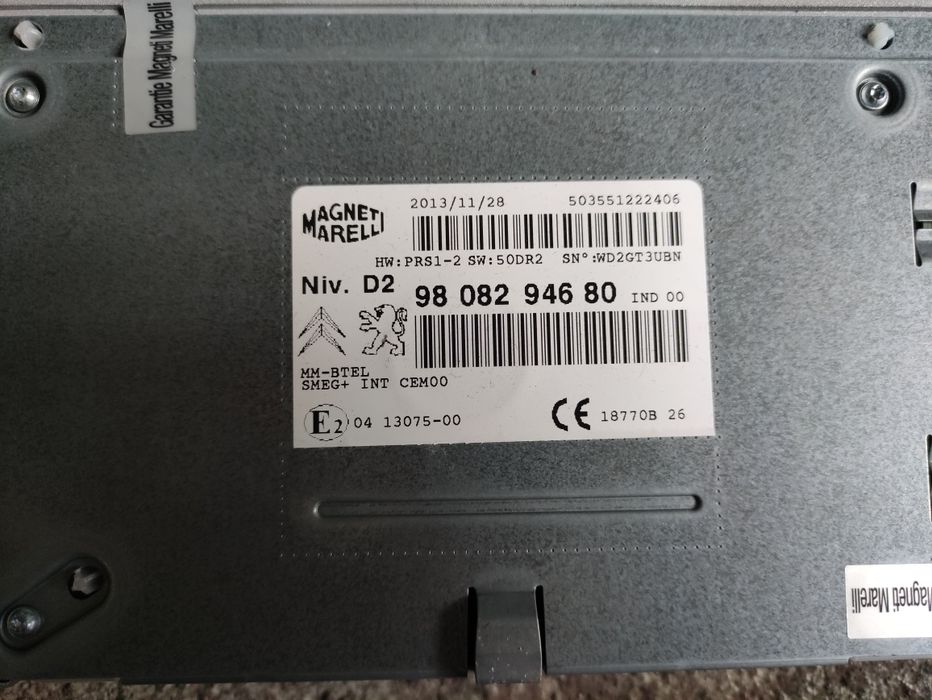 Garantie Magneti Marelli
MAGNETI
MARELLI
2013/11/28 503551222406
HW:PRS1-2 SW:50DR2 SN°:WD2GT3UBN
Niv. D2
98 082 946 80 IND 00
MM-BTEL
SMEG+ INT CEM00
E2 04 13075-00
CE 18770B 26
Magneti Marelli